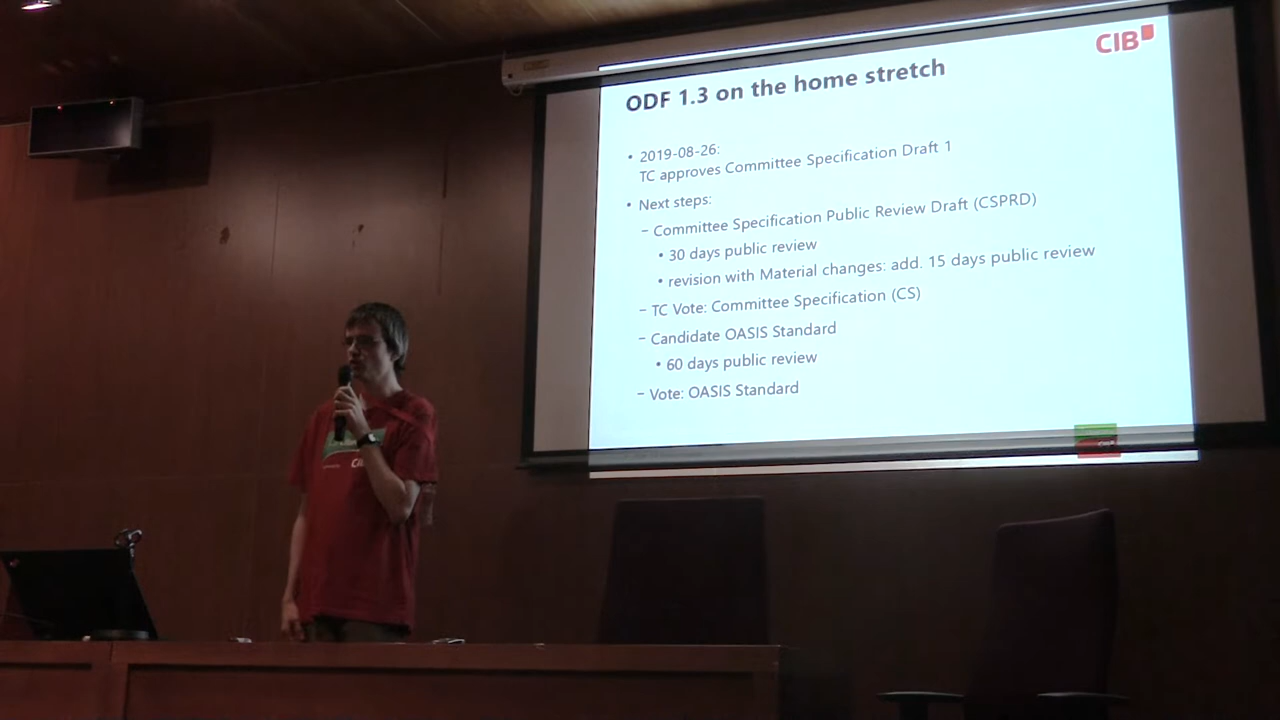 CIB
ODF 1.3 on the home stretch
• 2019-08-26:
TC approves Committee Specification Draft 1
• Next steps:
– Committee Specification Public Review Draft (CSPRD)
• 30 days public review
• revision with Material changes: add. 15 days public review
– TC Vote: Committee Specification (CS)
– Candidate OASIS Standard
• 60 days public review
– Vote: OASIS Standard